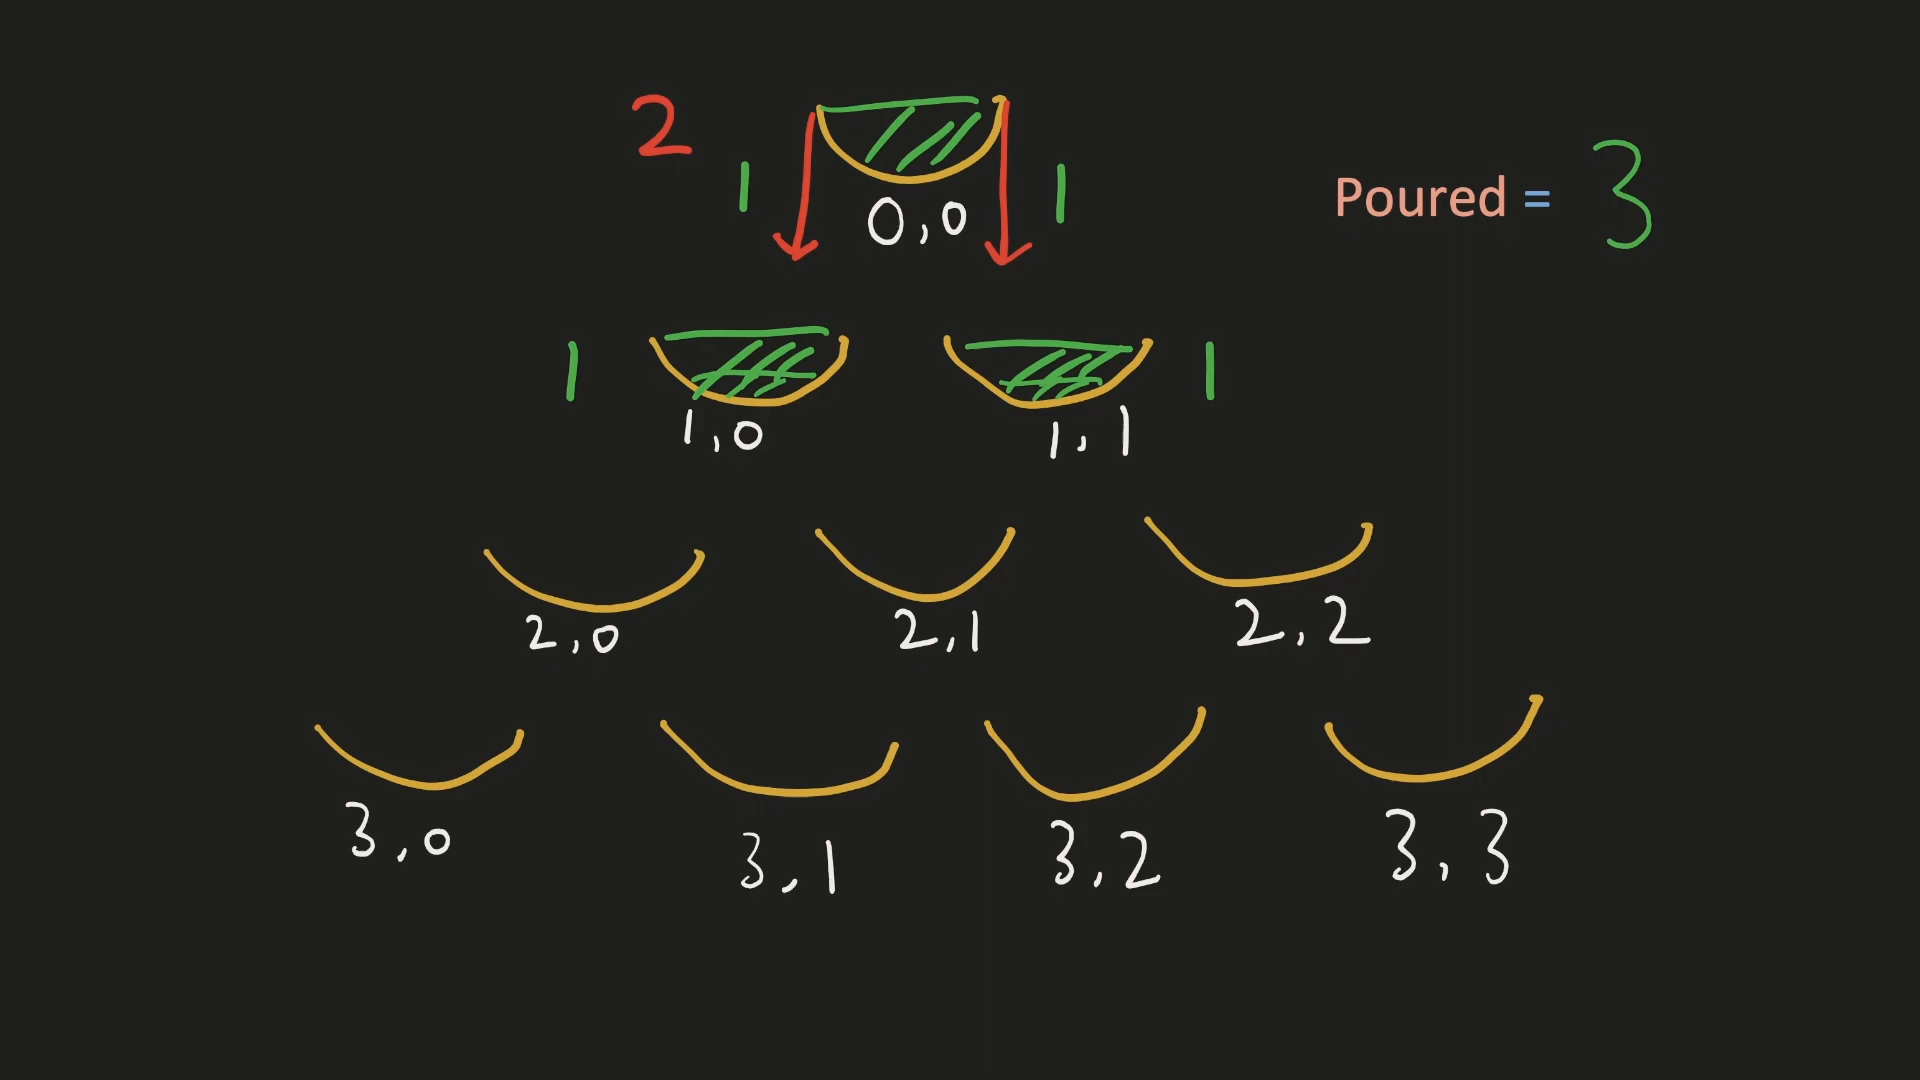 2
1 1
0,0
Poured = 3
1 1
1,0 1,1
2,0 2,1 2,2
3,0 3,1 3,2 3,3